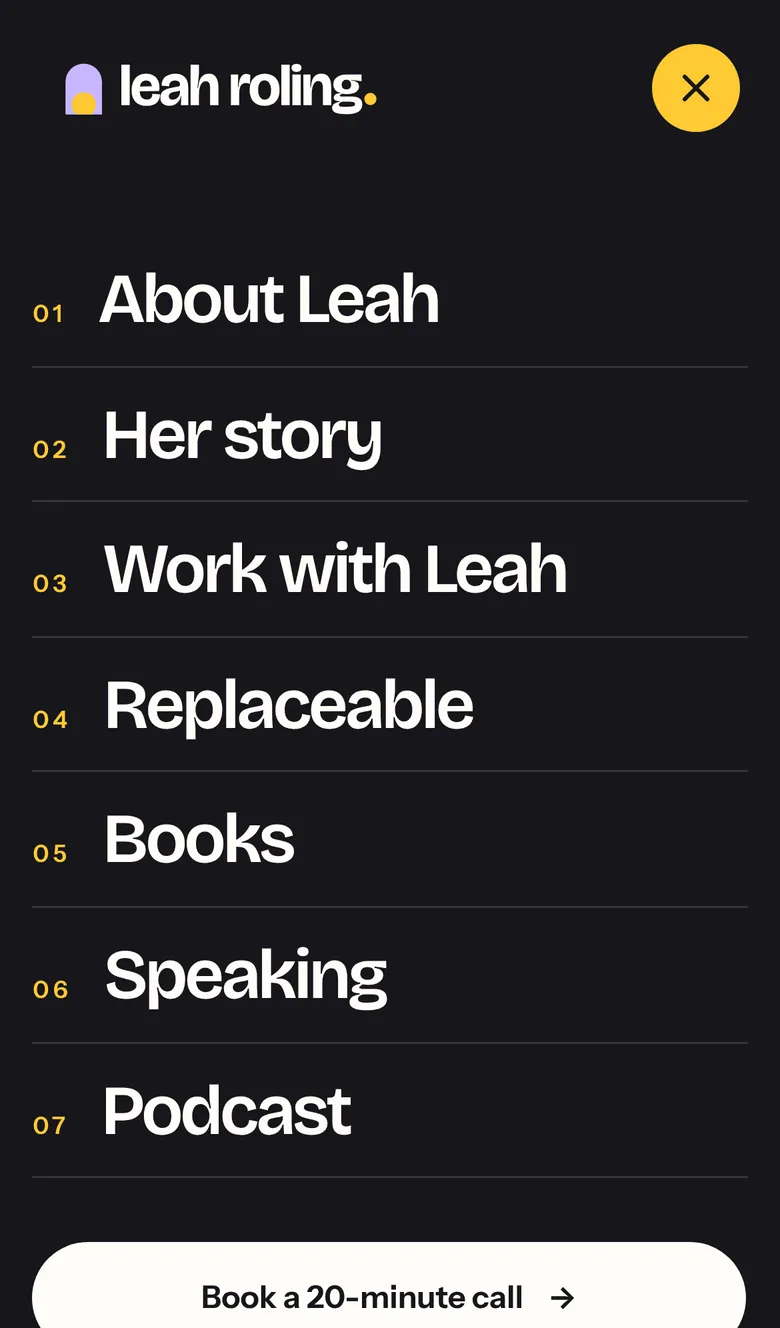 leah roling.
01 About Leah
02 Her story
03 Work with Leah
04 Replaceable
05 Books
06 Speaking
07 Podcast
Book a 20-minute call →